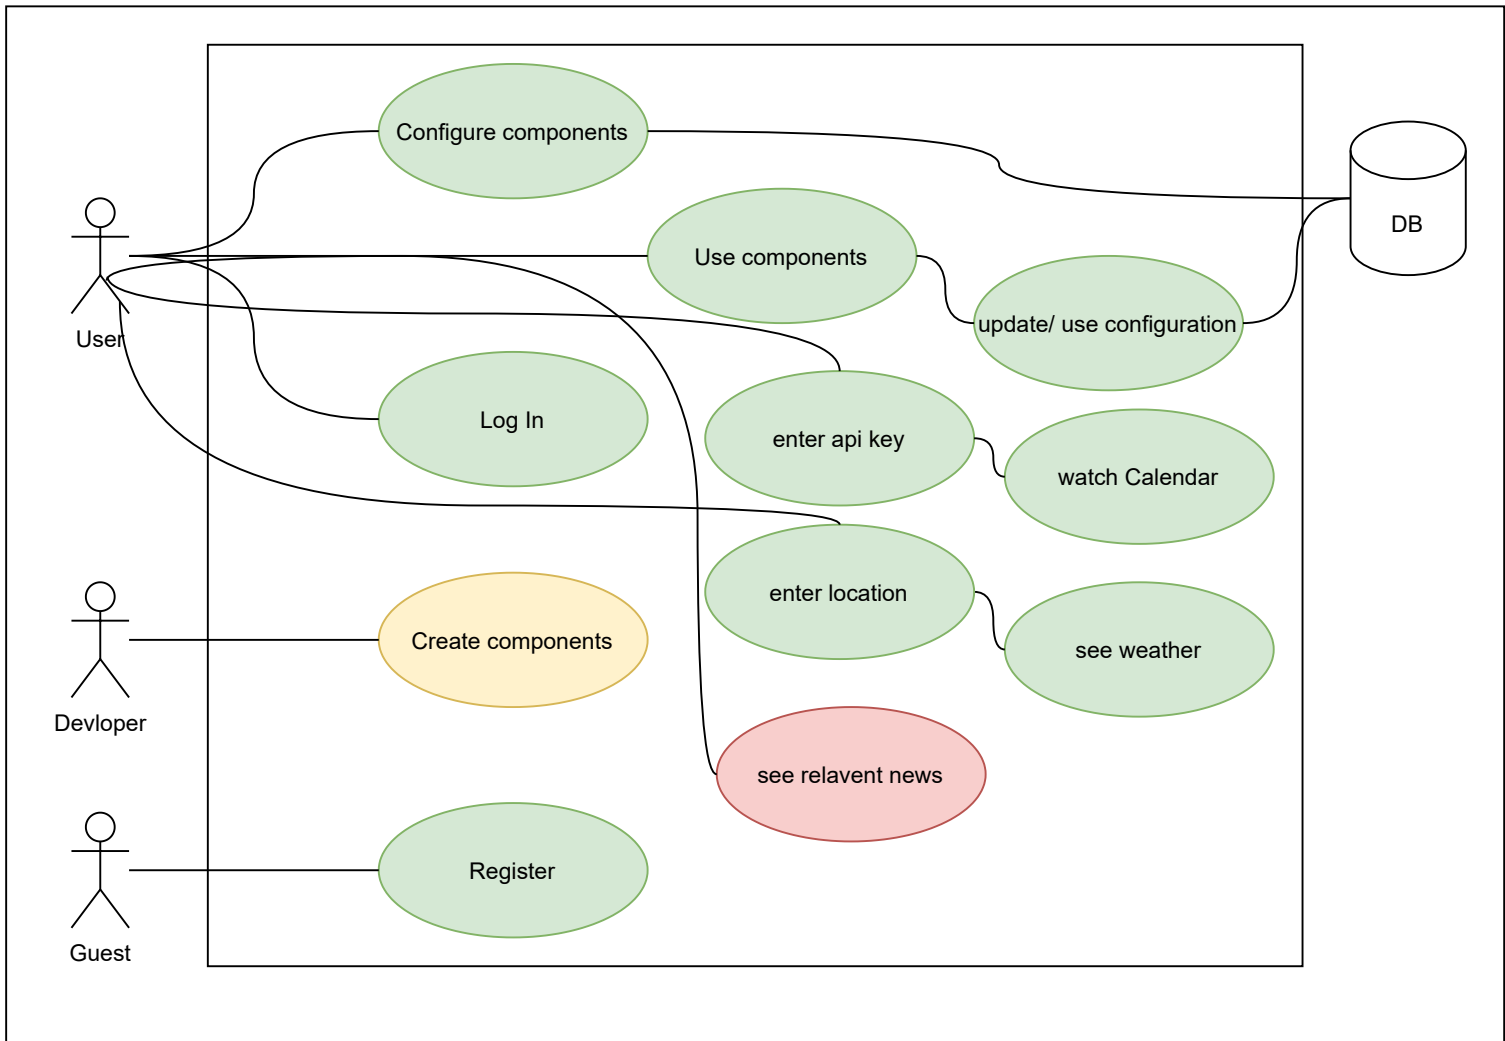 Configure components
DB
Use components
update/ use configuration
User
Log In
enter api key
watch Calendar
enter location
Create components
see weather
Devloper
see relavent news
Register
Guest